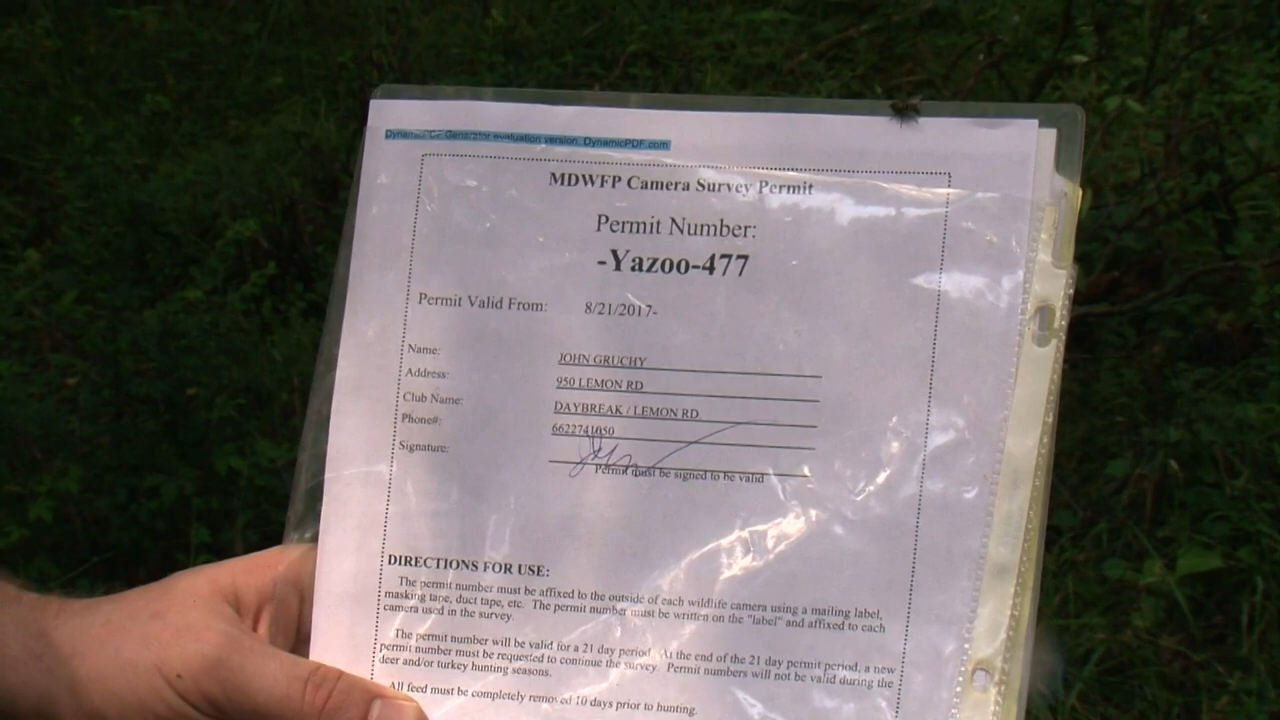 DynamicPDF Generator evaluation version. DynamicPDF.com
MDWFP Camera Survey Permit
Permit Number:
-Yazoo-477
Permit Valid From: 8/21/2017-
Name: JOHN GRUCHY
Address: 950 LEMON RD
Club Name: DAYBREAK / LEMON RD.
Phone#: 6622741050
Signature:
Permit must be signed to be valid
DIRECTIONS FOR USE:
The permit number must be affixed to the outside of each wildlife camera using a mailing label,
masking tape, duct tape, etc. The permit number must be written on the "label" and affixed to each
camera used in the survey.
The permit number will be valid for a 21 day period. At the end of the 21 day permit period, a new
permit number must be requested to continue the survey. Permit numbers will not be valid during the
deer and/or turkey hunting seasons.
All feed must be completely removed 10 days prior to hunting.